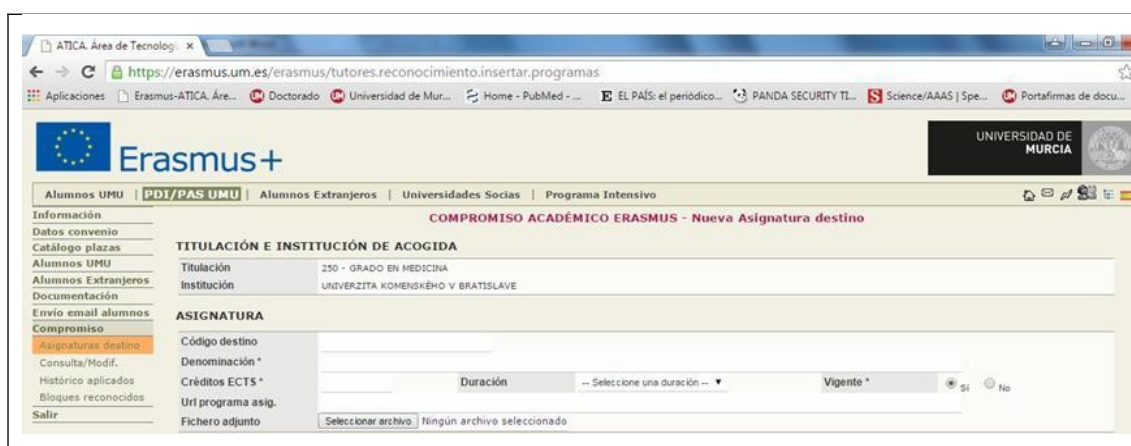 ATICA. Área de Tecnolog
https://erasmus.um.es/erasmus/tutores.reconocimiento.insertar.programas
Aplicaciones Erasmus-ATICA. Áre... Doctorado Universidad de Mur... Home - PubMed - ... EL PAÍS: el periódico... PANDA SECURITY TI... Science/AAAS | Spe... Portafirmas de docu...
Erasmus+
UNIVERSIDAD DE
MURCIA
Alumnos UMU | PDI/PAS UMU | Alumnos Extranjeros | Universidades Socias | Programa Intensivo
Información
Datos convenio
Catálogo plazas
Alumnos UMU
Alumnos Extranjeros
Documentación
Envío email alumnos
Compromiso
Asignaturas destino
Consulta/Modif.
Histórico aplicados
Bloques reconocidos
Salir
COMPROMISO ACADÉMICO ERASMUS - Nueva Asignatura destino
TITULACIÓN E INSTITUCIÓN DE ACOGIDA
Titulación 250 - GRADO EN MEDICINA
Institución UNIVERZITA KOMENSKÉHO V BRATISLAVE
ASIGNATURA
Código destino
Denominación *
Créditos ECTS * Duración -- Seleccione una duración -- Vigente * Sí No
Url programa asig.
Fichero adjunto Seleccionar archivo Ningún archivo seleccionado